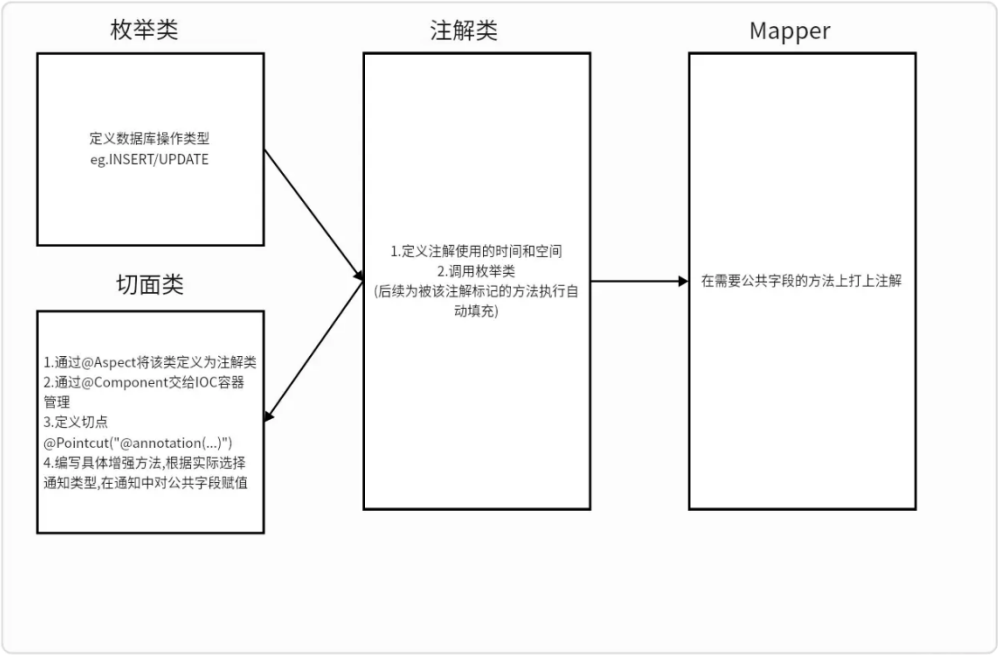 枚举类
定义数据库操作类型
eg.INSERT/UPDATE
切面类
1.通过@Aspect将该类定义为注解类
2.通过@Component交给IOC容器
管理
3.定义切点
@Pointcut("@annotation(...)")
4.编写具体增强方法,根据实际选择
通知类型,在通知中对公共字段赋值
注解类
1.定义注解使用的时间和空间
2.调用枚举类
(后续为被该注解标记的方法执行自
动填充)
Mapper
在需要公共字段的方法上打上注解